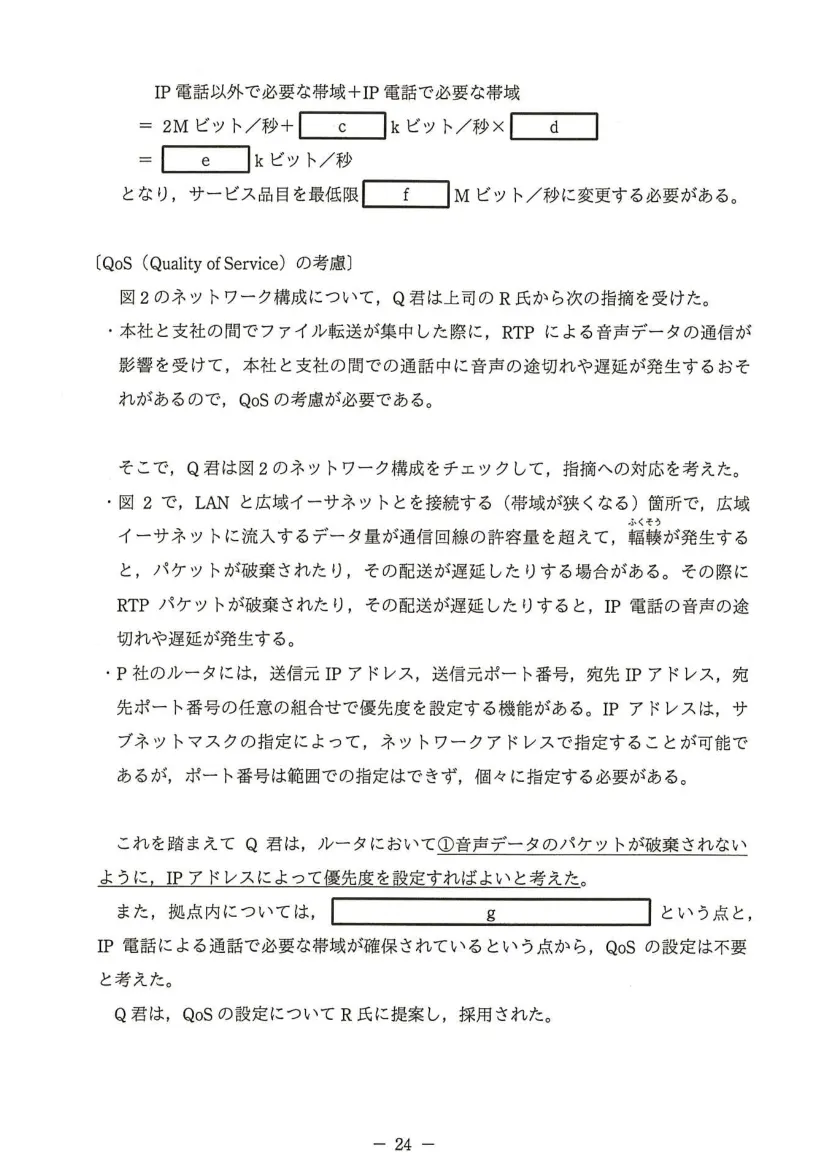 IP 電話以外で必要な帯域＋IP 電話で必要な帯域
＝ 2M ビット／秒＋ c k ビット／秒× d
＝ e k ビット／秒
となり，サービス品目を最低限 f M ビット／秒に変更する必要がある。
〔QoS（Quality of Service）の考慮〕
図 2 のネットワーク構成について，Q 君は上司の R 氏から次の指摘を受けた。
・本社と支社の間でファイル転送が集中した際に，RTP による音声データの通信が
影響を受けて，本社と支社の間での通話中に音声の途切れや遅延が発生するおそ
れがあるので，QoS の考慮が必要である。
そこで，Q 君は図 2 のネットワーク構成をチェックして，指摘への対応を考えた。
・図 2 で，LAN と広域イーサネットとを接続する（帯域が狭くなる）箇所で，広域
ふくそう
イーサネットに流入するデータ量が通信回線の許容量を超えて，輻輳が発生する
と，パケットが破棄されたり，その配送が遅延したりする場合がある。その際に
RTP パケットが破棄されたり，その配送が遅延したりすると，IP 電話の音声の途
切れや遅延が発生する。
・P 社のルータには，送信元 IP アドレス，送信元ポート番号，宛先 IP アドレス，宛
先ポート番号の任意の組合せで優先度を設定する機能がある。IP アドレスは，サ
ブネットマスクの指定によって，ネットワークアドレスで指定することが可能で
あるが，ポート番号は範囲での指定はできず，個々に指定する必要がある。
これを踏まえて Q 君は，ルータにおいて①音声データのパケットが破棄されない
ように，IP アドレスによって優先度を設定すればよいと考えた。
また，拠点内については， g という点と，
IP 電話による通話で必要な帯域が確保されているという点から，QoS の設定は不要
と考えた。
Q 君は，QoS の設定について R 氏に提案し，採用された。
－ 24 －